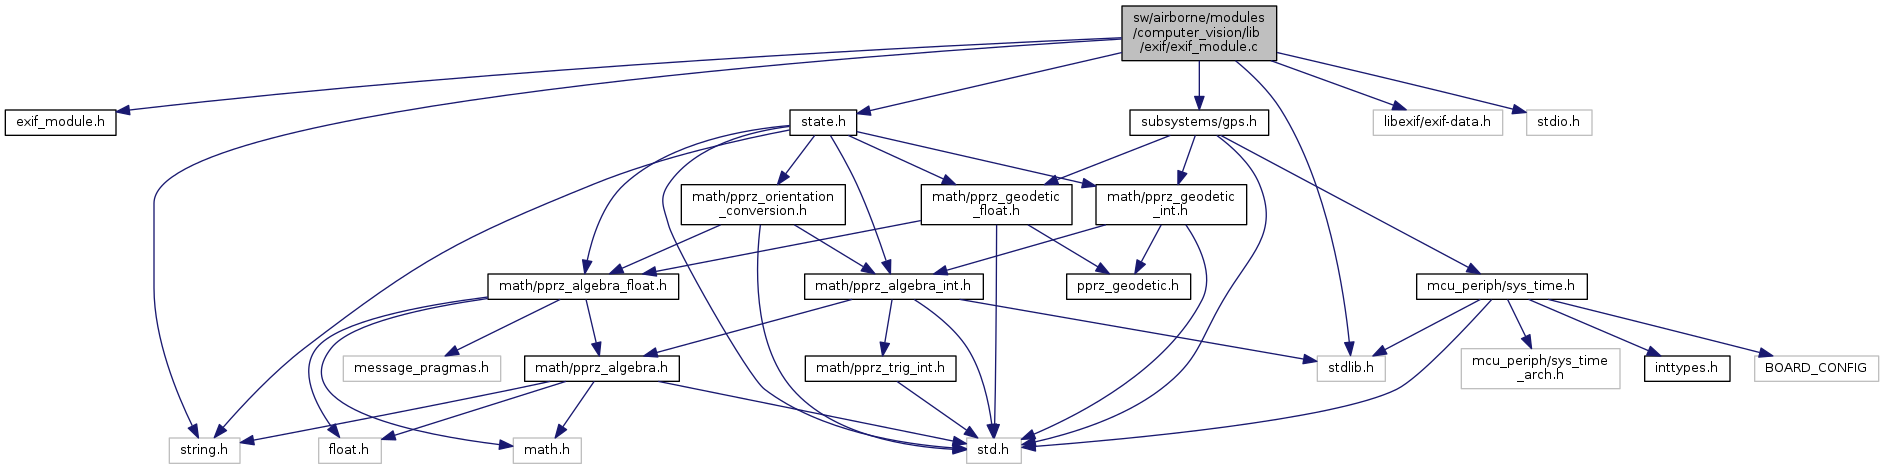 sw/airborne/modules
/computer_vision/lib
/exif/exif_module.c
exif_module.h
state.h
subsystems/gps.h
libexif/exif-data.h
stdio.h
math/pprz_orientation
_conversion.h
math/pprz_geodetic
_float.h
math/pprz_geodetic
_int.h
math/pprz_algebra_float.h
math/pprz_algebra_int.h
pprz_geodetic.h
mcu_periph/sys_time.h
message_pragmas.h
math/pprz_algebra.h
math/pprz_trig_int.h
stdlib.h
mcu_periph/sys_time
_arch.h
inttypes.h
BOARD_CONFIG
string.h
float.h
math.h
std.h